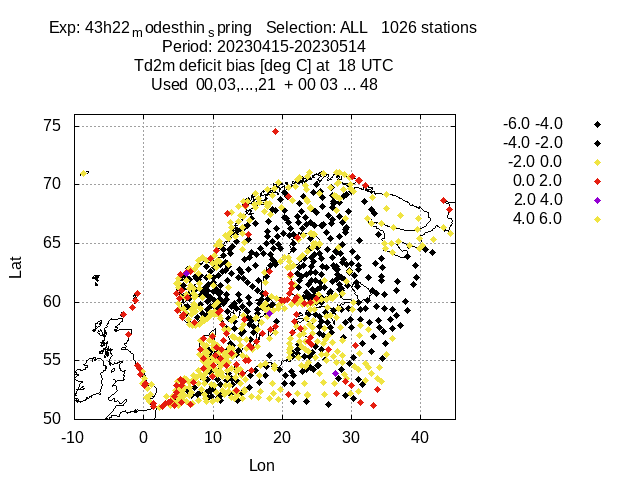 Exp: 43h22 m odesthin s pring   Selection: ALL   1026 stations
Period: 20230415-20230514
Td2m deficit bias [deg C] at  18 UTC
Used  00,03,...,21  + 00 03 ... 48
-6.0 -4.0
-4.0 -2.0
-2.0 0.0
0.0 2.0
2.0 4.0
4.0 6.0
75
70
65
60
55
50
Lat
-10 0 10 20 30 40
Lon